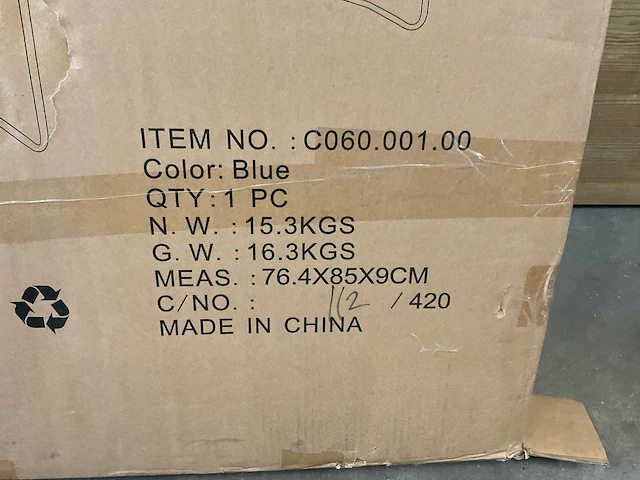 ITEM NO. : C060.001.00
Color: Blue
QTY: 1 PC
N. W. : 15.3KGS
G. W. : 16.3KGS
MEAS. : 76.4X85X9CM
C/NO. : 112 / 420
MADE IN CHINA